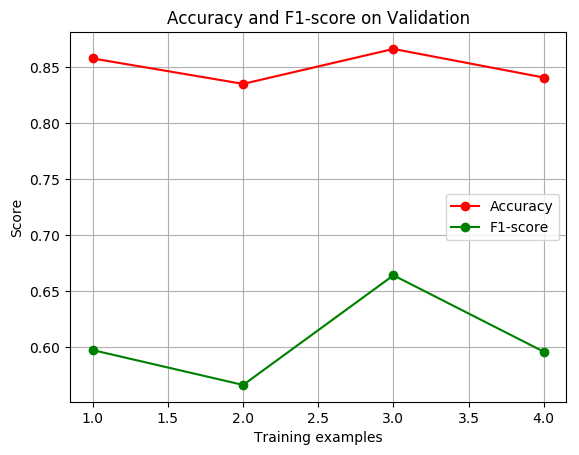 Accuracy and F1-score on Validation
0.85
0.80
0.75
0.70
0.65
0.60
Score
Accuracy
F1-score
1.0 1.5 2.0 2.5 3.0 3.5 4.0
Training examples